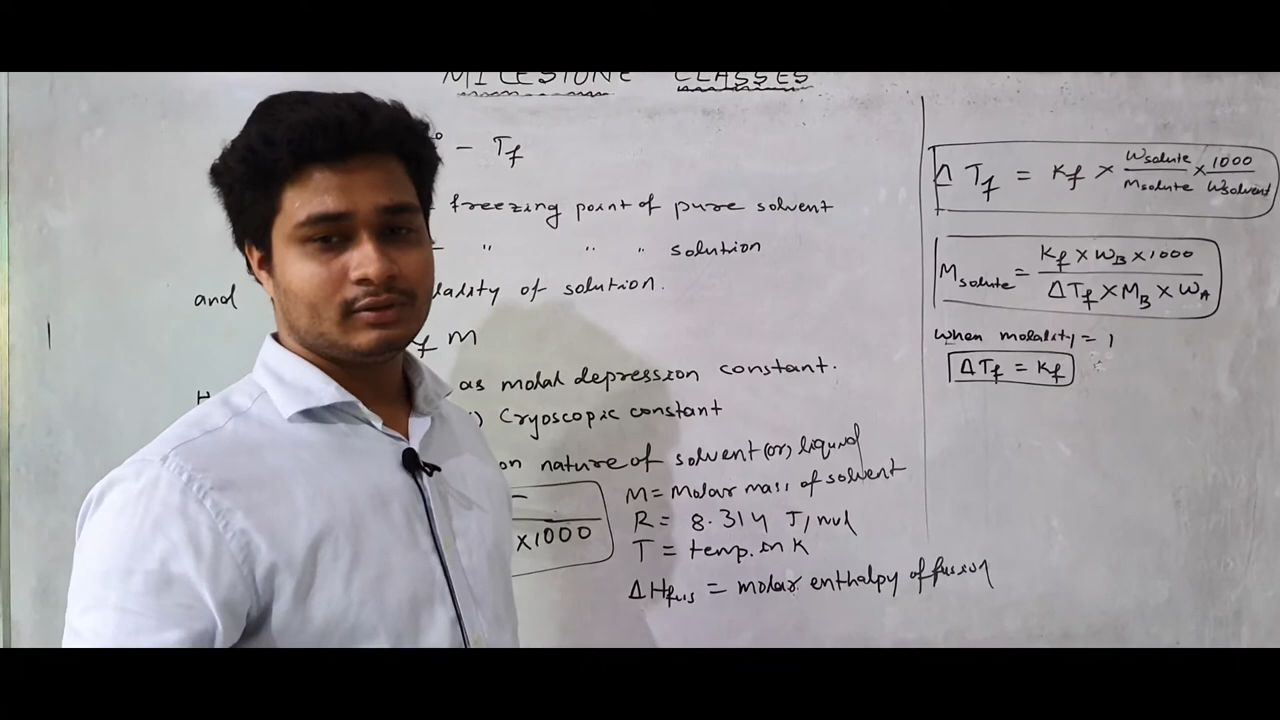 MILESTONE CLASSES
° - Tf
freezing point of pure solvent
" " " solution
and lality of solution.
f m
as molal depression constant.
) Cryoscopic constant
on nature of solvent (or) liquid
×1000
M = Molar mass of solvent
R = 8.314 J/mol
T = temp. in K
ΔHfus = molar enthalpy of fusion
Δ Tf = Kf × Wsolute/Msolute × 1000/Wsolvent
Msolute = Kf × WB × 1000 / ΔTf × MB × WA
When molality = 1
ΔTf = Kf